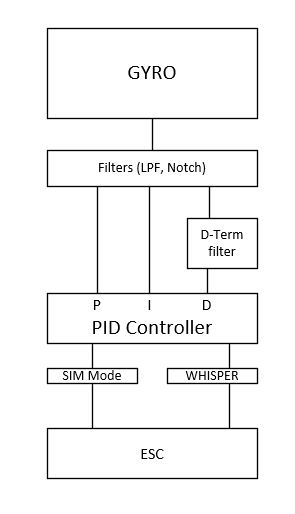 GYRO
Filters (LPF, Notch)
D-Term
filter
P I D
PID Controller
SIM Mode
WHISPER
ESC